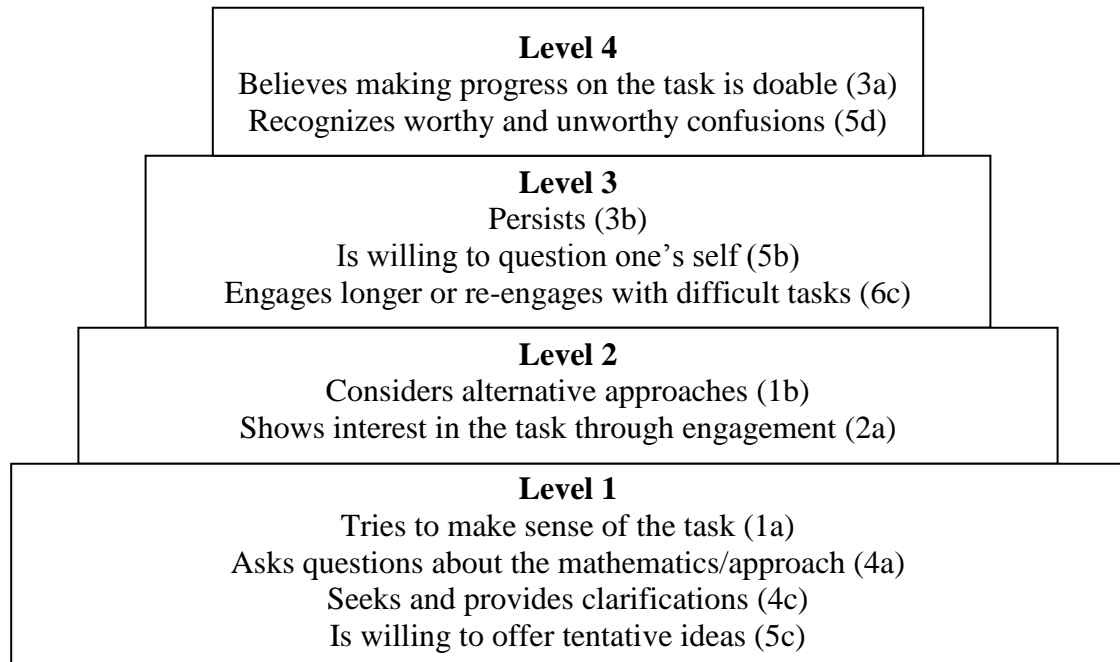 Level 4
Believes making progress on the task is doable (3a)
Recognizes worthy and unworthy confusions (5d)
Level 3
Persists (3b)
Is willing to question one’s self (5b)
Engages longer or re-engages with difficult tasks (6c)
Level 2
Considers alternative approaches (1b)
Shows interest in the task through engagement (2a)
Level 1
Tries to make sense of the task (1a)
Asks questions about the mathematics/approach (4a)
Seeks and provides clarifications (4c)
Is willing to offer tentative ideas (5c)